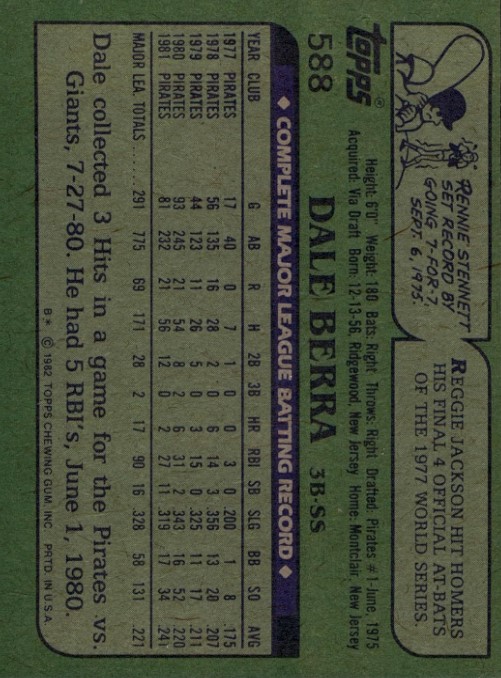 RENNIE STENNETT
SET RECORD BY
GOING 7-FOR-7,
SEPT. 6, 1975.
REGGIE JACKSON HIT HOMERS
HIS FINAL 4 OFFICIAL AT-BATS
OF THE 1977 WORLD SERIES.
topps®
588
Height: 6'0" Weight: 180 Bats: Right Throws: Right Drafted: Pirates #1-June, 1975
Acquired: Via Draft Born: 12-13-56, Ridgewood, New Jersey Home: Montclair, New Jersey
DALE BERRA 3B-SS
◆ COMPLETE MAJOR LEAGUE BATTING RECORD ◆
YEAR CLUB G AB R H 2B 3B HR RBI SB SLG BB SO AVG
1977 PIRATES 17 40 0 7 1 0 0 3 0 .200 1 8 .175
1978 PIRATES 56 135 16 28 2 0 6 14 3 .356 13 20 .207
1979 PIRATES 44 123 11 26 5 0 3 15 0 .325 11 17 .211
1980 PIRATES 93 245 21 54 8 2 6 31 2 .343 16 52 .220
1981 PIRATES 81 232 21 56 12 0 2 27 11 .319 17 34 .241
MAJOR LEA. TOTALS ..... 291 775 69 171 28 2 17 90 16 .328 58 131 .221
Dale collected 3 Hits in a game for the Pirates vs.
Giants, 7-27-80. He had 5 RBI's, June 1, 1980.
B* © 1982 TOPPS CHEWING GUM, INC. PRTD. IN U.S.A.